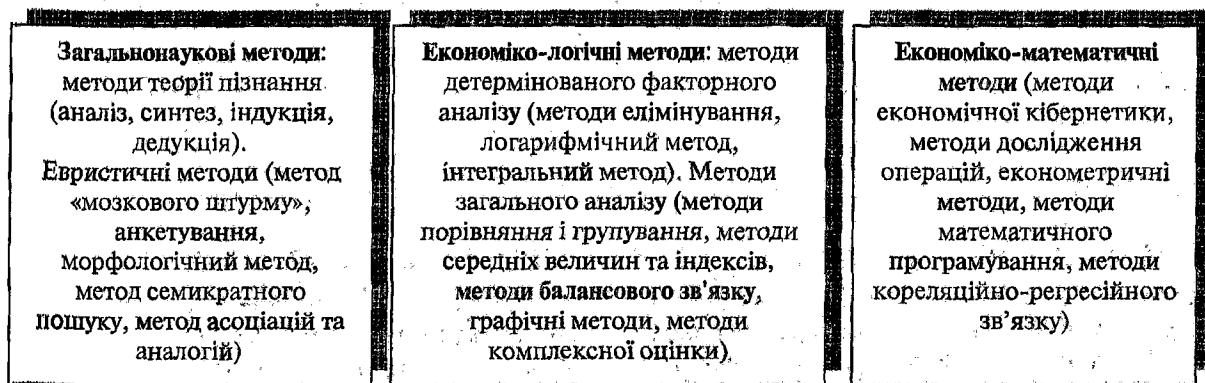 Загальнонаукові методи:
методи теорії пізнання
(аналіз, синтез, індукція,
дедукція).
Евристичні методи (метод
«мозкового штурму»,
анкетування,
морфологічний метод,
метод семикратного
пошуку, метод асоціацій та
аналогій)
Економіко-логічні методи: методи
детермінованого факторного
аналізу (методи елімінування,
логарифмічний метод,
інтегральний метод). Методи
загального аналізу (методи
порівняння і групування, методи
середніх величин та індексів,
методи балансового зв'язку,
графічні методи, методи
комплексної оцінки)
Економіко-математичні
методи (методи
економічної кібернетики,
методи дослідження
операцій, економетричні
методи, методи
математичного
програмування, методи
кореляційно-регресійного
зв'язку)